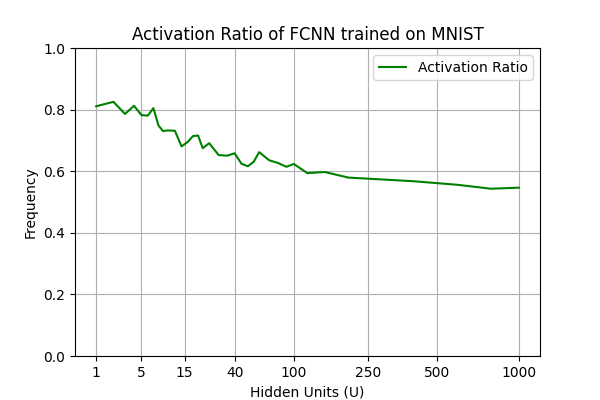 Activation Ratio of FCNN trained on MNIST
Activation Ratio
1.0
0.8
0.6
0.4
0.2
0.0
Frequency
1 5 15 40 100 250 500 1000
Hidden Units (U)